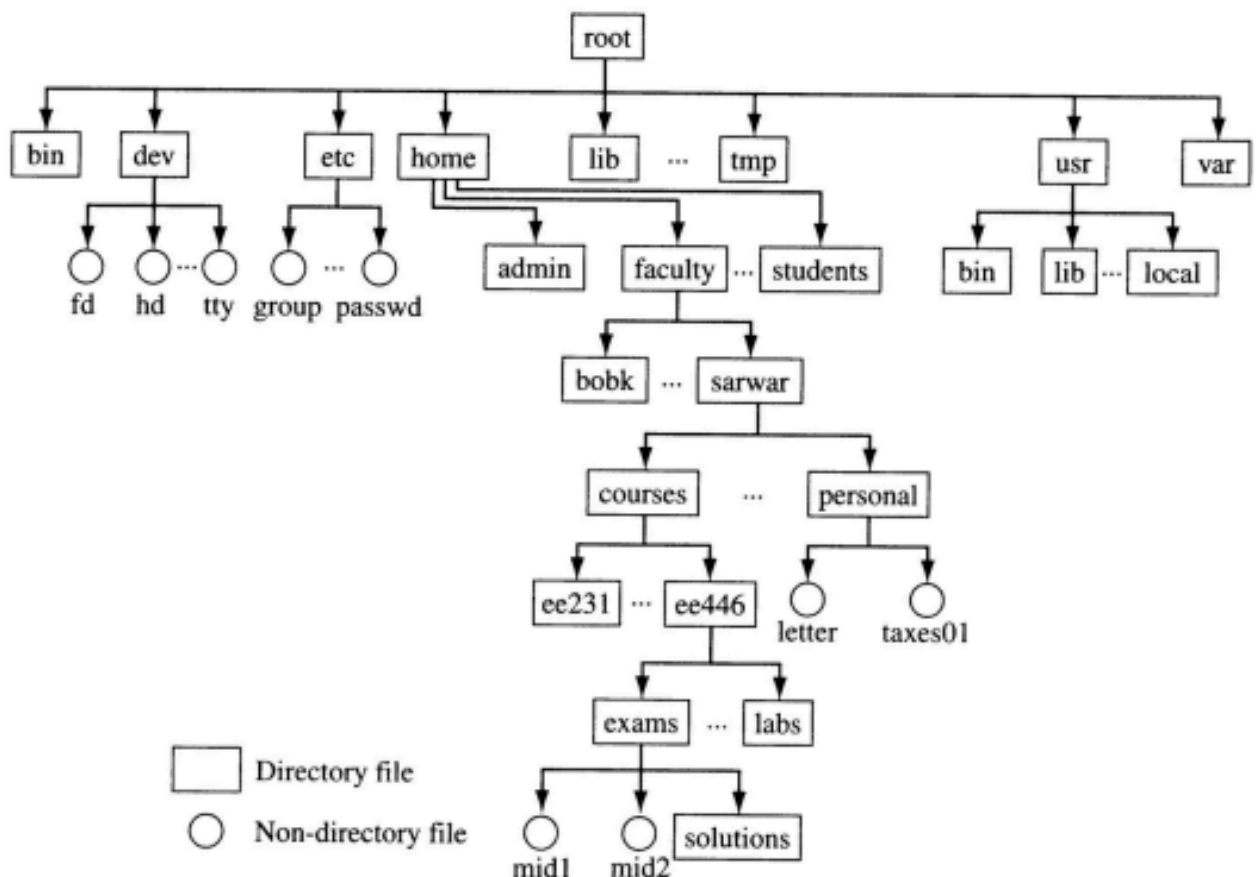 root
bin dev etc home lib ... tmp usr var
fd hd ... tty group ... passwd admin faculty ... students bin lib ... local
bobk ... sarwar
courses ... personal
ee231 ... ee446 letter taxes01
exams ... labs
Directory file
Non-directory file mid1 mid2 solutions